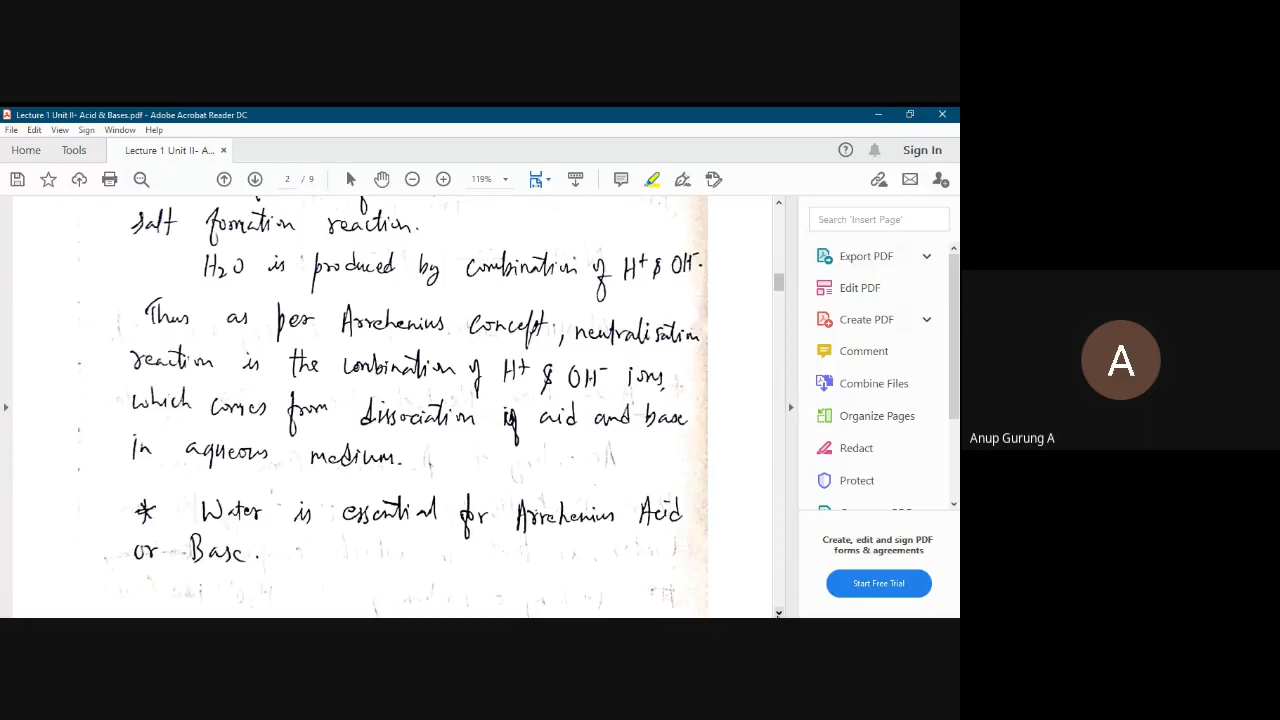 Lecture 1 Unit II- Acid & Bases.pdf - Adobe Acrobat Reader DC
File Edit View Sign Window Help
Home Tools Lecture 1 Unit II- A... × Sign In
2 / 9 119%
salt formation reaction.
H2O is produced by combination of H+ & OH-.
Thus as per Arrehenius concept, neutralisation
reaction is the combination of H+ & OH- ions,
which comes from dissociation of aid and base
in aqueous medium.
* Water is essential for Arrehenius Acid
or Base.
Search 'Insert Page'
Export PDF
Edit PDF
Create PDF
Comment
Combine Files
Organize Pages
Redact
Protect
Create, edit and sign PDF
forms & agreements
Start Free Trial
A
Anup Gurung A